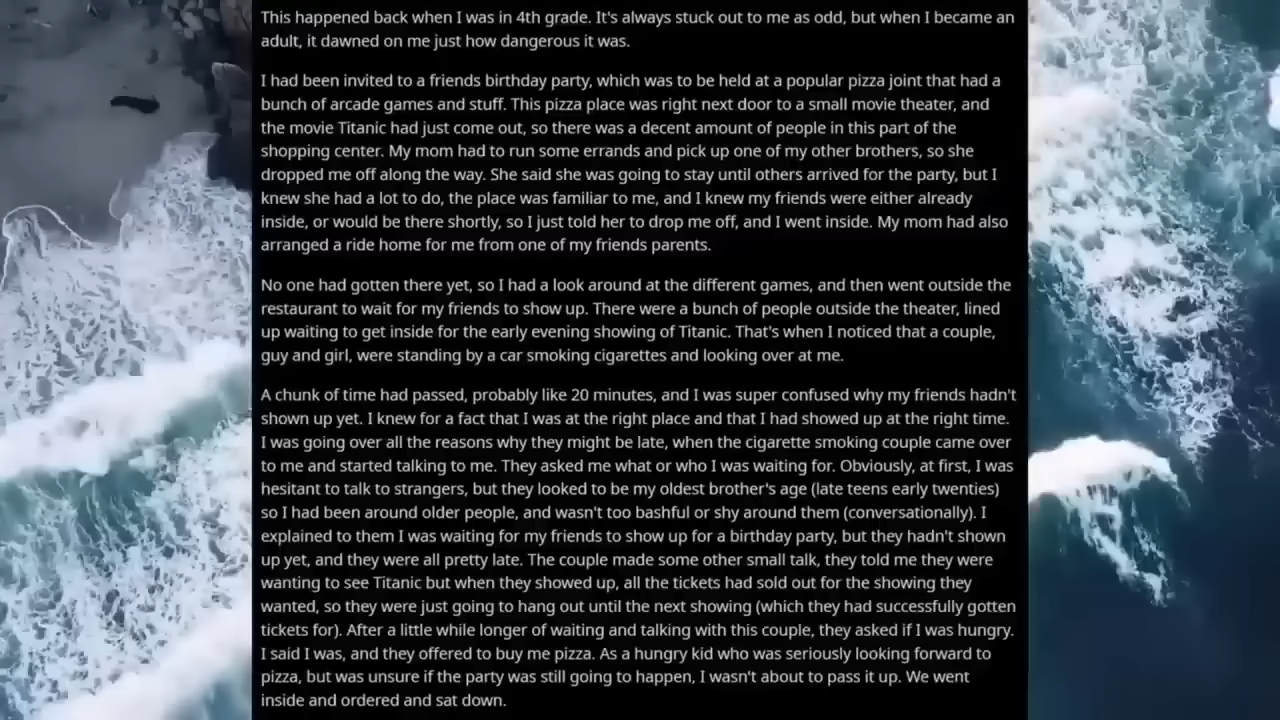 This happened back when I was in 4th grade. It's always stuck out to me as odd, but when I became an
adult, it dawned on me just how dangerous it was.
I had been invited to a friends birthday party, which was to be held at a popular pizza joint that had a
bunch of arcade games and stuff. This pizza place was right next door to a small movie theater, and
the movie Titanic had just come out, so there was a decent amount of people in this part of the
shopping center. My mom had to run some errands and pick up one of my other brothers, so she
dropped me off along the way. She said she was going to stay until others arrived for the party, but I
knew she had a lot to do, the place was familiar to me, and I knew my friends were either already
inside, or would be there shortly, so I just told her to drop me off, and I went inside. My mom had also
arranged a ride home for me from one of my friends parents.
No one had gotten there yet, so I had a look around at the different games, and then went outside the
restaurant to wait for my friends to show up. There were a bunch of people outside the theater, lined
up waiting to get inside for the early evening showing of Titanic. That's when I noticed that a couple,
guy and girl, were standing by a car smoking cigarettes and looking over at me.
A chunk of time had passed, probably like 20 minutes, and I was super confused why my friends hadn't
shown up yet. I knew for a fact that I was at the right place and that I had showed up at the right time.
I was going over all the reasons why they might be late, when the cigarette smoking couple came over
to me and started talking to me. They asked me what or who I was waiting for. Obviously, at first, I was
hesitant to talk to strangers, but they looked to be my oldest brother's age (late teens early twenties)
so I had been around older people, and wasn't too bashful or shy around them (conversationally). I
explained to them I was waiting for my friends to show up for a birthday party, but they hadn't shown
up yet, and they were all pretty late. The couple made some other small talk, they told me they were
wanting to see Titanic but when they showed up, all the tickets had sold out for the showing they
wanted, so they were just going to hang out until the next showing (which they had successfully gotten
tickets for). After a little while longer of waiting and talking with this couple, they asked if I was hungry.
I said I was, and they offered to buy me pizza. As a hungry kid who was seriously looking forward to
pizza, but was unsure if the party was still going to happen, I wasn't about to pass it up. We went
inside and ordered and sat down.